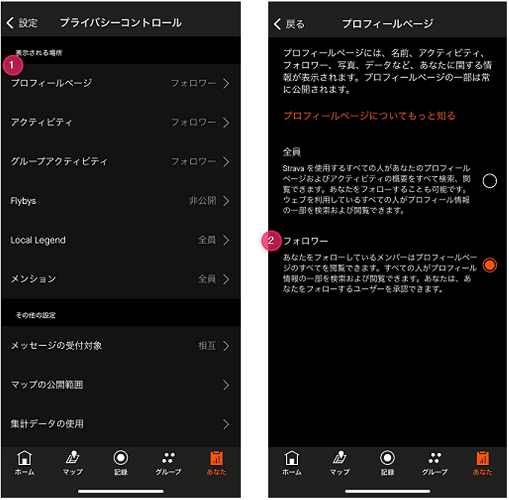 設定
プライバシーコントロール
表示される場所
1
プロフィールページ フォロワー
アクティビティ フォロワー
グループアクティビティ フォロワー
Flybys 非公開
Local Legend 全員
メンション 全員
その他の設定
メッセージの受付対象 相互
マップの公開範囲
集計データの使用
ホーム マップ 記録 グループ あなた
戻る
プロフィールページ
プロフィールページには、名前、アクティビティ、
フォロワー、写真、データなど、あなたに関する情
報が表示されます。プロフィールページの一部は常
に公開されます。
プロフィールページについてもっと知る
全員
Strava を使用するすべての人があなたのプロフィール
ページおよびアクティビティの概要をすべて検索、閲
覧できます。あなたをフォローすることも可能です。
ウェブを利用しているすべての人がプロフィール情報
の一部を検索および閲覧できます。
2
フォロワー
あなたをフォローしているメンバーはプロフィールペー
ジのすべてを閲覧できます。すべての人がプロフィール
情報の一部を検索および閲覧できます。あなたは、あ
なたをフォローするユーザーを承認できます。
ホーム マップ 記録 グループ あなた